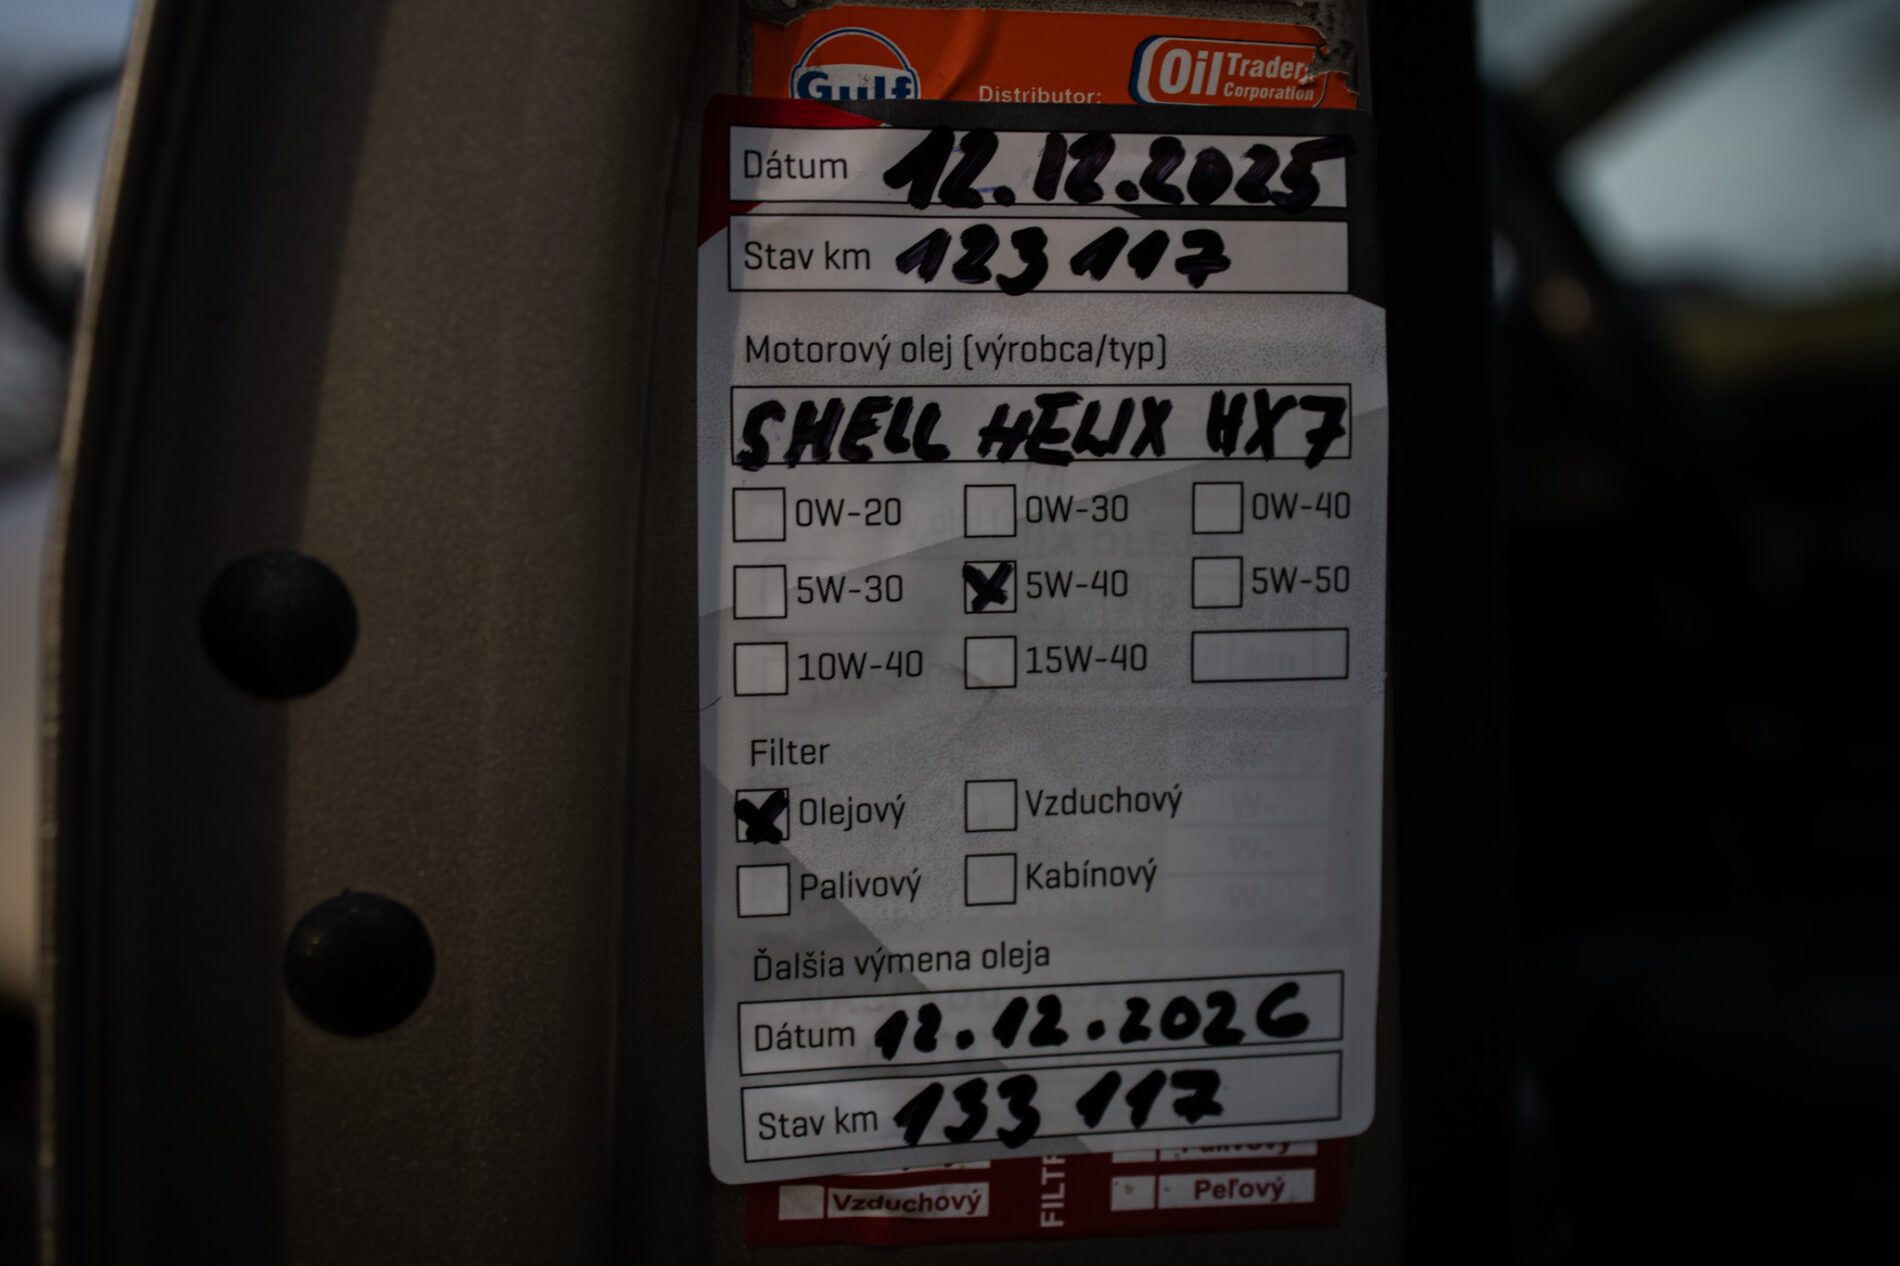 Gulf
Distributor:
Oil Trader Corporation
Dátum 12.12.2025
Stav km 123 117
Motorový olej (výrobca/typ)
SHELL HELIX HX7
0W-20 0W-30 0W-40
5W-30 5W-40 5W-50
10W-40 15W-40
Filter
Olejový Vzduchový
Palivový Kabínový
Ďalšia výmena oleja
Dátum 12.12.2026
Stav km 133 117
Palivový
Vzduchový Peľový